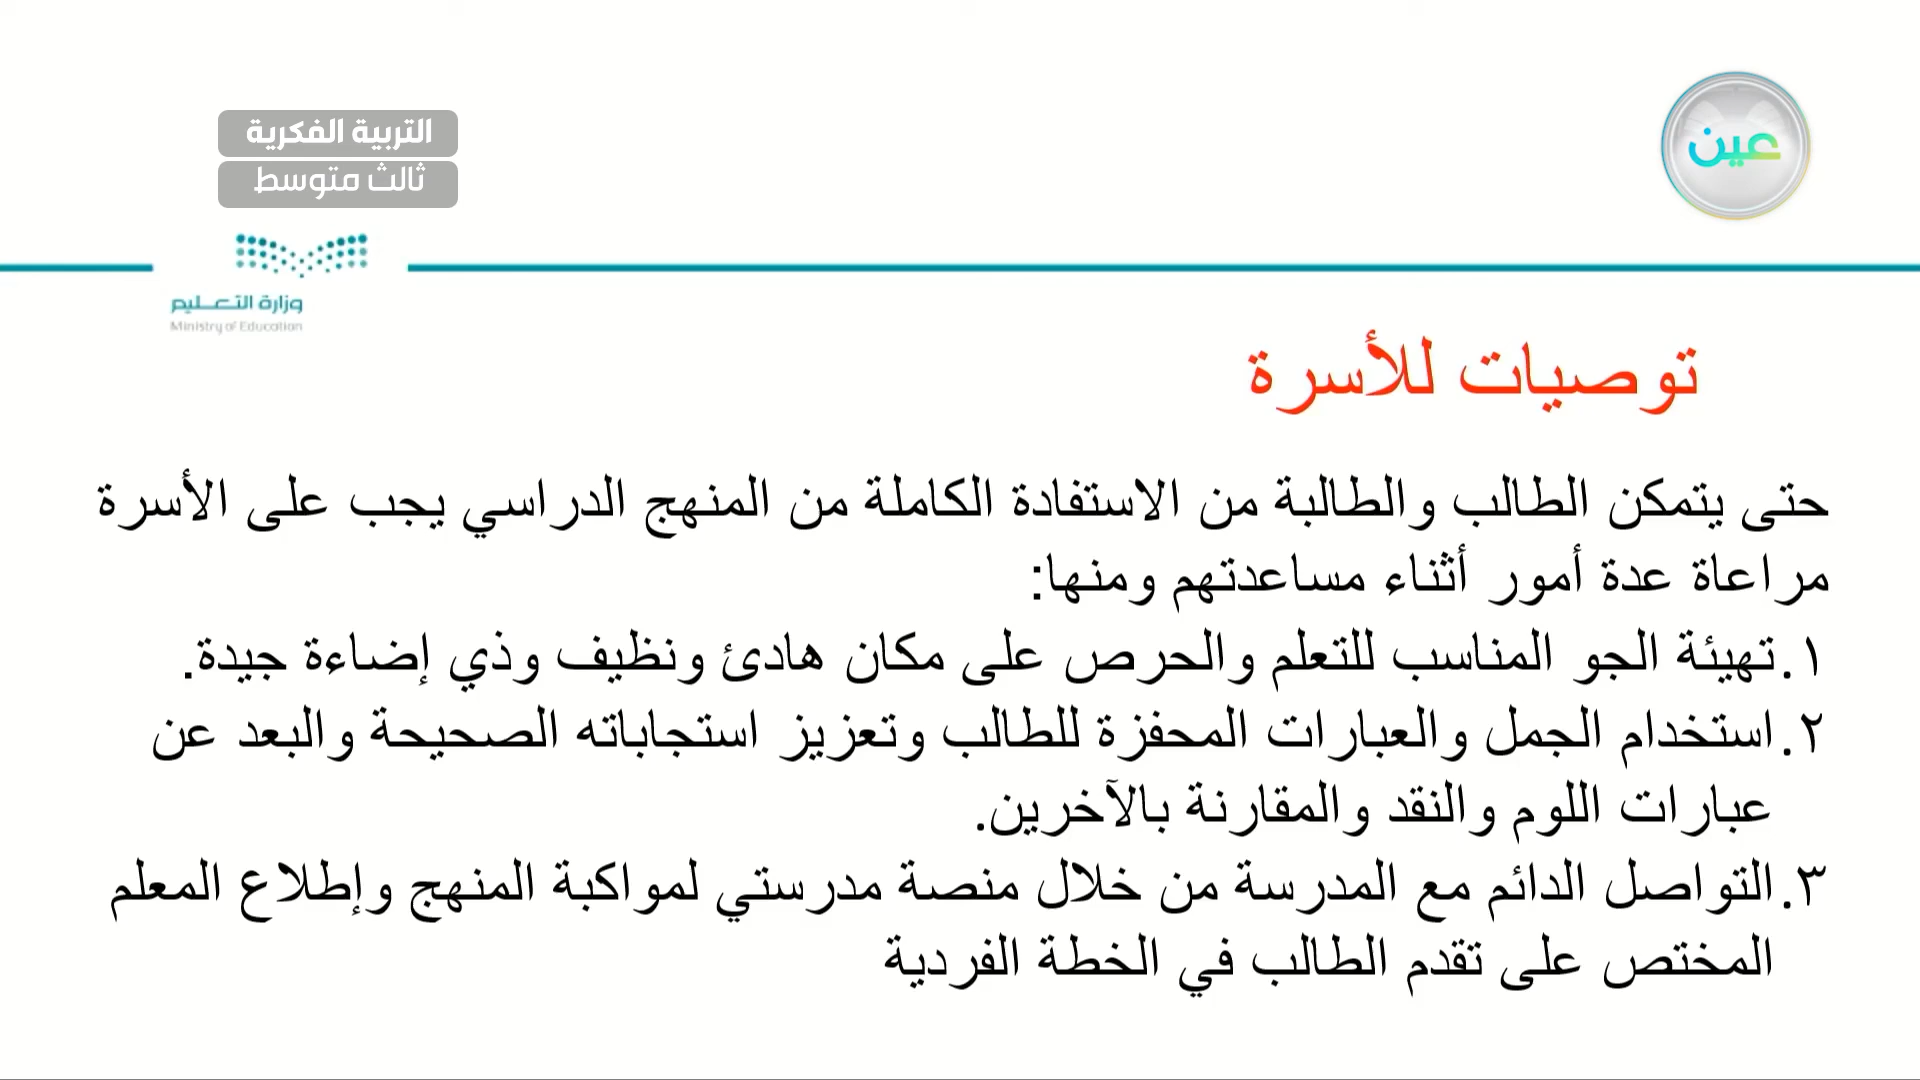 عين
التربية الفكرية
ثالث متوسط
وزارة التعليم
Ministry of Education
توصيات للأسرة
حتى يتمكن الطالب والطالبة من الاستفادة الكاملة من المنهج الدراسي يجب على الأسرة
مراعاة عدة أمور أثناء مساعدتهم ومنها:
١. تهيئة الجو المناسب للتعلم والحرص على مكان هادئ ونظيف وذي إضاءة جيدة.
٢. استخدام الجمل والعبارات المحفزة للطالب وتعزيز استجاباته الصحيحة والبعد عن
عبارات اللوم والنقد والمقارنة بالآخرين.
٣. التواصل الدائم مع المدرسة من خلال منصة مدرستي لمواكبة المنهج وإطلاع المعلم
المختص على تقدم الطالب في الخطة الفردية